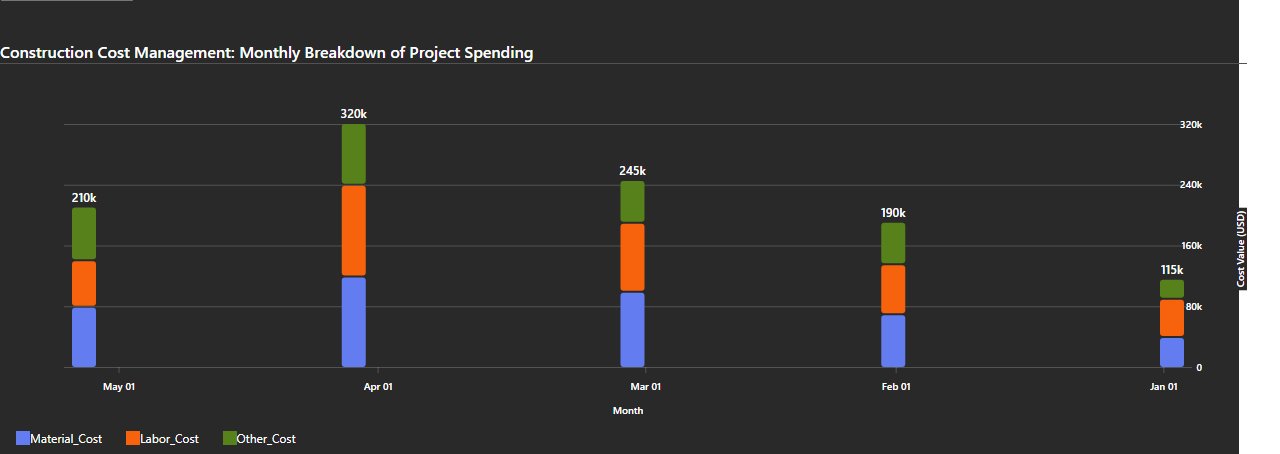 Construction Cost Management: Monthly Breakdown of Project Spending
320k
245k
210k
190k
115k
320k
240k
160k
80k
0
Cost Value (USD)
May 01 Apr 01 Mar 01 Feb 01 Jan 01
Month
Material_Cost Labor_Cost Other_Cost